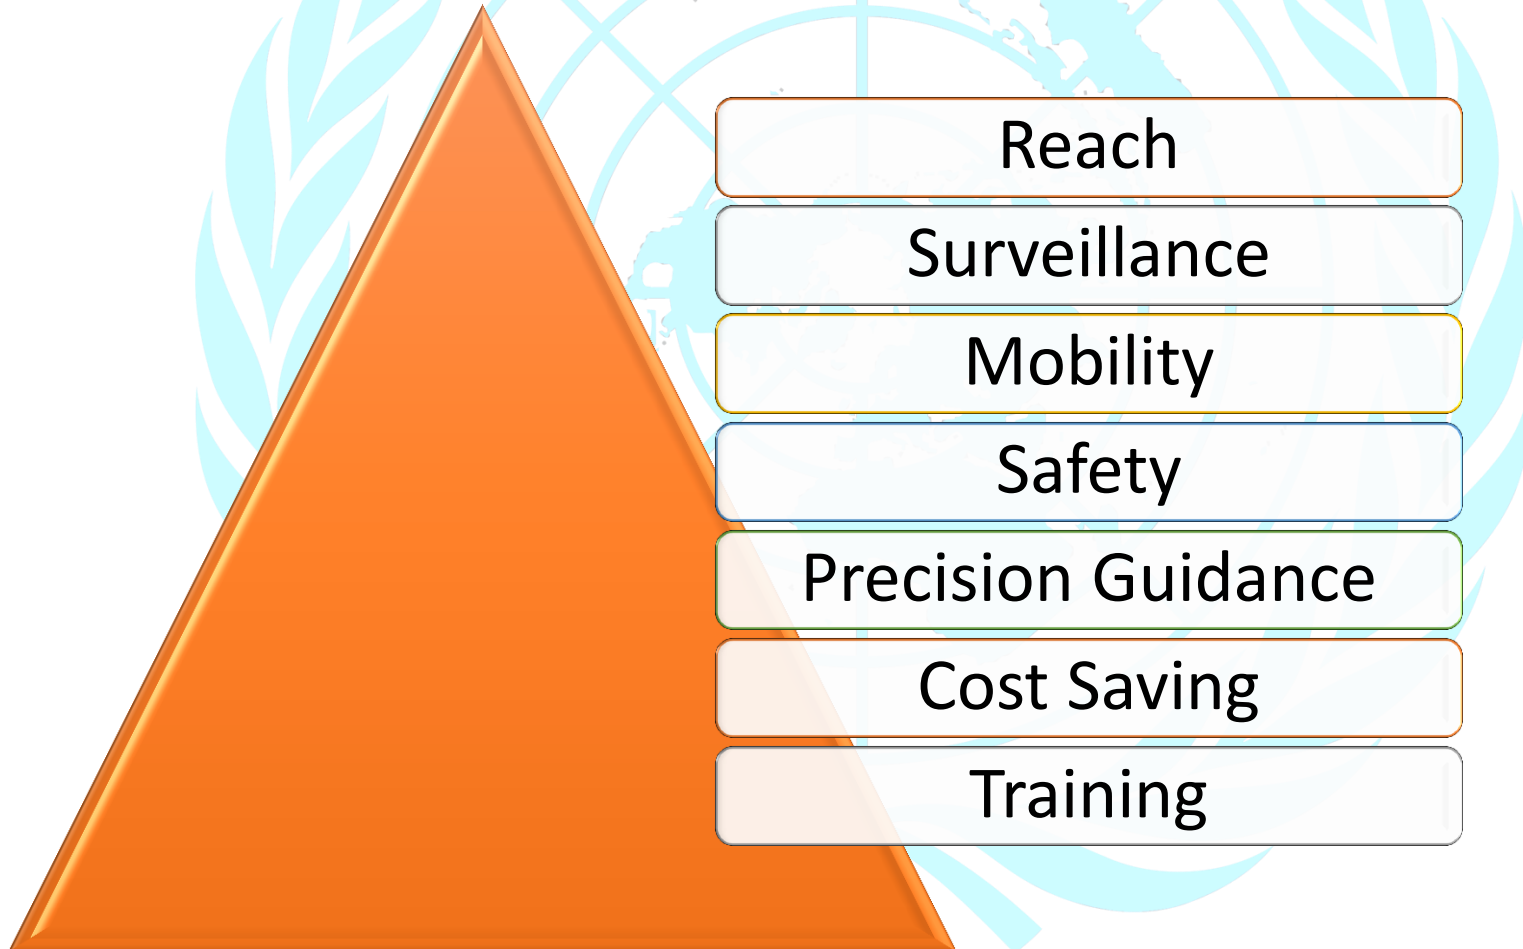 Reach
Surveillance
Mobility
Safety
Precision Guidance
Cost Saving
Training